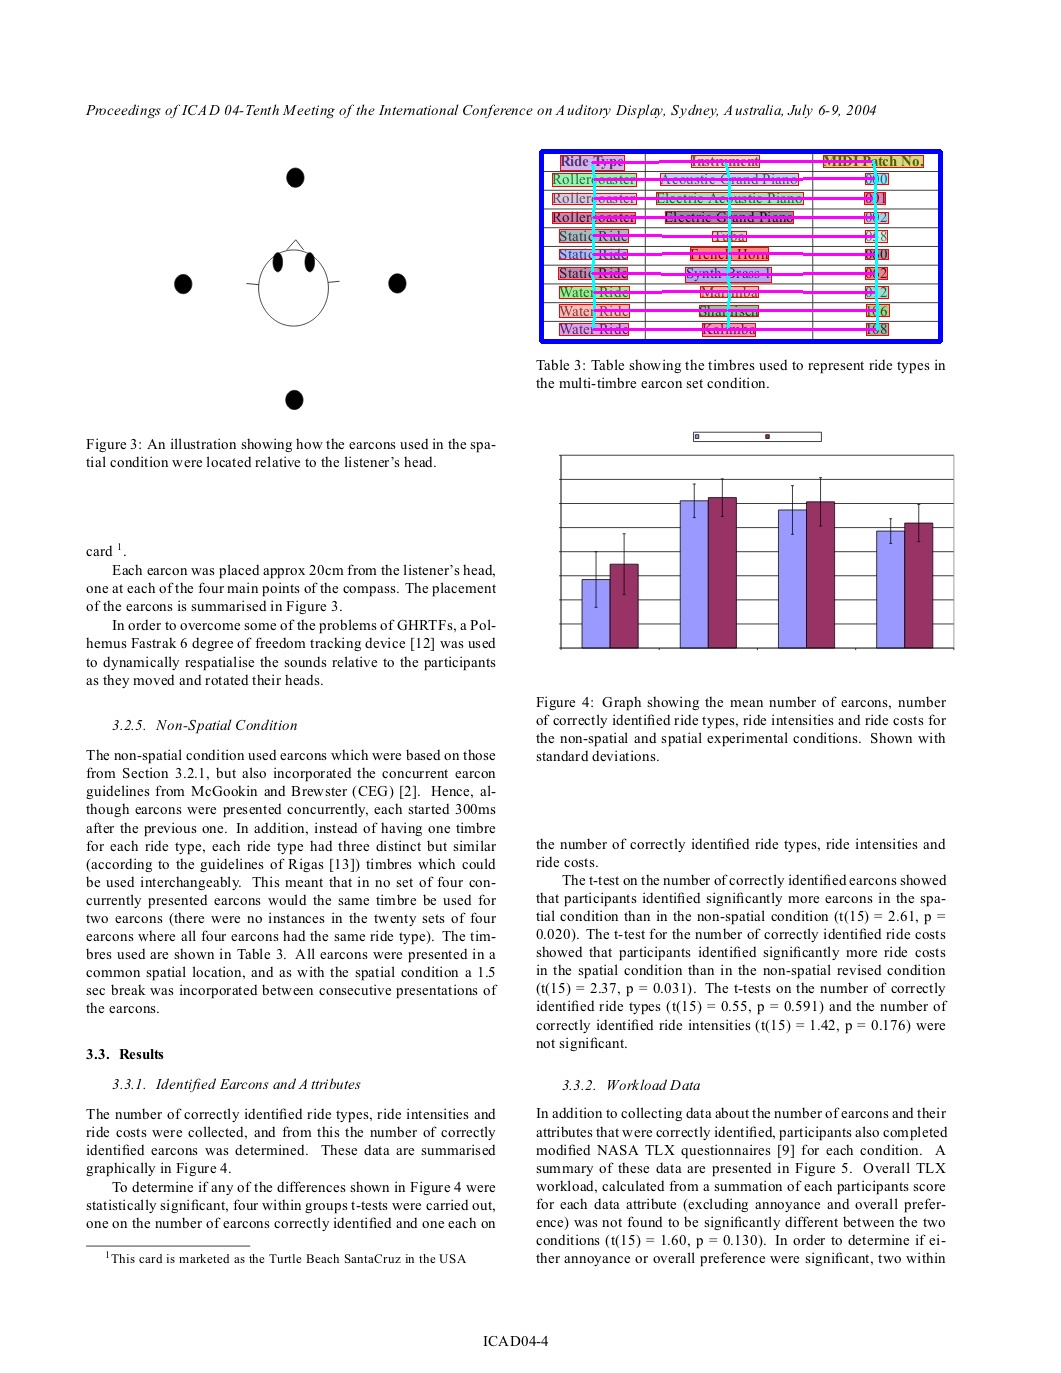 Proceedings of ICAD 04-Tenth Meeting of the International Conference on Auditory Display, Sydney, Australia, July 6-9, 2004
Figure 3: An illustration showing how the earcons used in the spa-
tial condition were located relative to the listener's head.
card 1.
Each earcon was placed approx 20cm from the listener's head,
one at each of the four main points of the compass. The placement
of the earcons is summarised in Figure 3.
In order to overcome some of the problems of GHRTFs, a Pol-
hemus Fastrak 6 degree of freedom tracking device [12] was used
to dynamically respatialise the sounds relative to the participants
as they moved and rotated their heads.
3.2.5. Non-Spatial Condition
The non-spatial condition used earcons which were based on those
from Section 3.2.1, but also incorporated the concurrent earcon
guidelines from McGookin and Brewster (CEG) [2]. Hence, al-
though earcons were presented concurrently, each started 300ms
after the previous one. In addition, instead of having one timbre
for each ride type, each ride type had three distinct but similar
(according to the guidelines of Rigas [13]) timbres which could
be used interchangeably. This meant that in no set of four con-
currently presented earcons would the same timbre be used for
two earcons (there were no instances in the twenty sets of four
earcons where all four earcons had the same ride type). The tim-
bres used are shown in Table 3. All earcons were presented in a
common spatial location, and as with the spatial condition a 1.5
sec break was incorporated between consecutive presentations of
the earcons.
3.3. Results
3.3.1. Identified Earcons and Attributes
The number of correctly identified ride types, ride intensities and
ride costs were collected, and from this the number of correctly
identified earcons was determined. These data are summarised
graphically in Figure 4.
To determine if any of the differences shown in Figure 4 were
statistically significant, four within groups t-tests were carried out,
one on the number of earcons correctly identified and one each on
1This card is marketed as the Turtle Beach SantaCruz in the USA
Ride Type Instrument MIDI Patch No.
Rollercoaster Acoustic Grand Piano 000
Rollercoaster Electric Acoustic Piano 001
Rollercoaster Electric Grand Piano 002
Static Ride Tuba
Static Ride French Horn
Static Ride Synth Brass 1
Water Ride Marimba
Water Ride Shamisen
Water Ride Kalimba
Table 3: Table showing the timbres used to represent ride types in
the multi-timbre earcon set condition.
Figure 4: Graph showing the mean number of earcons, number
of correctly identified ride types, ride intensities and ride costs for
the non-spatial and spatial experimental conditions. Shown with
standard deviations.
the number of correctly identified ride types, ride intensities and
ride costs.
The t-test on the number of correctly identified earcons showed
that participants identified significantly more earcons in the spa-
tial condition than in the non-spatial condition (t(15) = 2.61, p =
0.020). The t-test for the number of correctly identified ride costs
showed that participants identified significantly more ride costs
in the spatial condition than in the non-spatial revised condition
(t(15) = 2.37, p = 0.031). The t-tests on the number of correctly
identified ride types (t(15) = 0.55, p = 0.591) and the number of
correctly identified ride intensities (t(15) = 1.42, p = 0.176) were
not significant.
3.3.2. Workload Data
In addition to collecting data about the number of earcons and their
attributes that were correctly identified, participants also completed
modified NASA TLX questionnaires [9] for each condition. A
summary of these data are presented in Figure 5. Overall TLX
workload, calculated from a summation of each participants score
for each data attribute (excluding annoyance and overall prefer-
ence) was not found to be significantly different between the two
conditions (t(15) = 1.60, p = 0.130). In order to determine if ei-
ther annoyance or overall preference were significant, two within
ICAD04-4